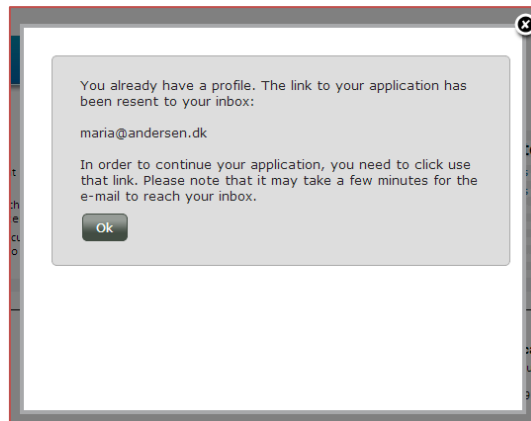 You already have a profile. The link to your application has
been resent to your inbox:
maria@andersen.dk
In order to continue your application, you need to click use
that link. Please note that it may take a few minutes for the
e-mail to reach your inbox.
Ok